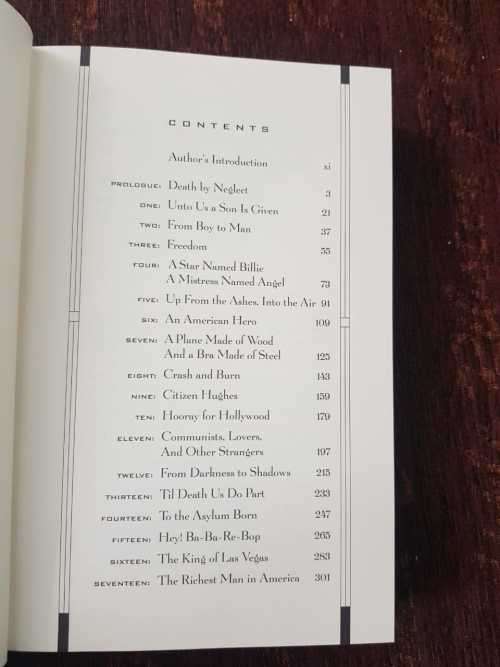 CONTENTS
Author's Introduction xi
PROLOGUE: Death by Neglect 3
ONE: Unto Us a Son Is Given 21
TWO: From Boy to Man 37
THREE: Freedom 55
FOUR: A Star Named Billie
A Mistress Named Angel 73
FIVE: Up From the Ashes, Into the Air 91
SIX: An American Hero 109
SEVEN: A Plane Made of Wood
And a Bra Made of Steel 125
EIGHT: Crash and Burn 143
NINE: Citizen Hughes 159
TEN: Hooray for Hollywood 179
ELEVEN: Communists, Lovers,
And Other Strangers 197
TWELVE: From Darkness to Shadows 215
THIRTEEN: Til Death Us Do Part 233
FOURTEEN: To the Asylum Born 247
FIFTEEN: Hey! Ba-Ba-Re-Bop 265
SIXTEEN: The King of Las Vegas 283
SEVENTEEN: The Richest Man in America 301